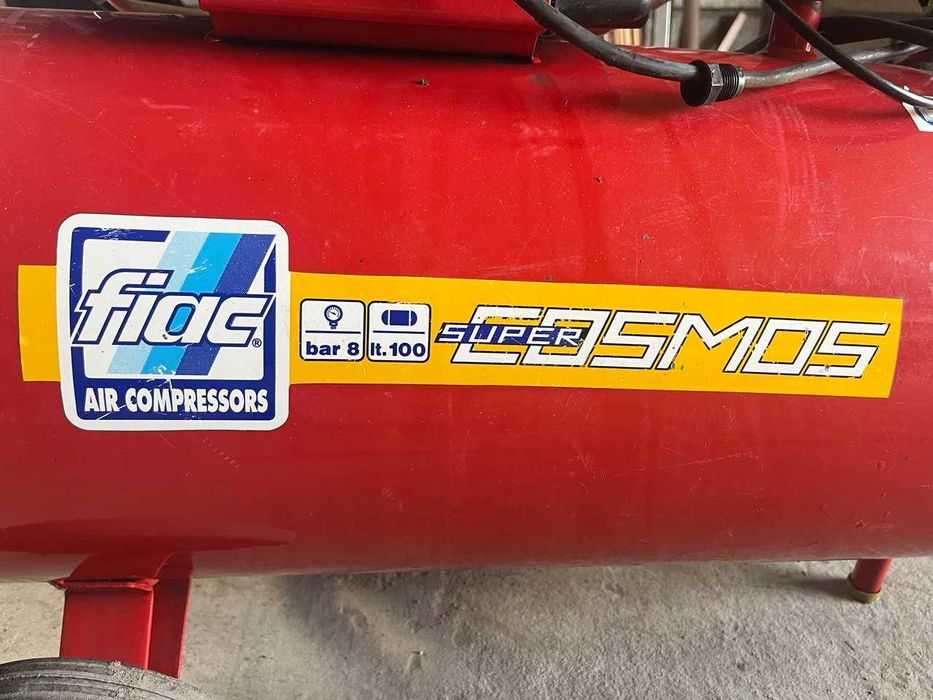 fiac®
AIR COMPRESSORS
bar 8
lt.100
SUPER
COSMOS